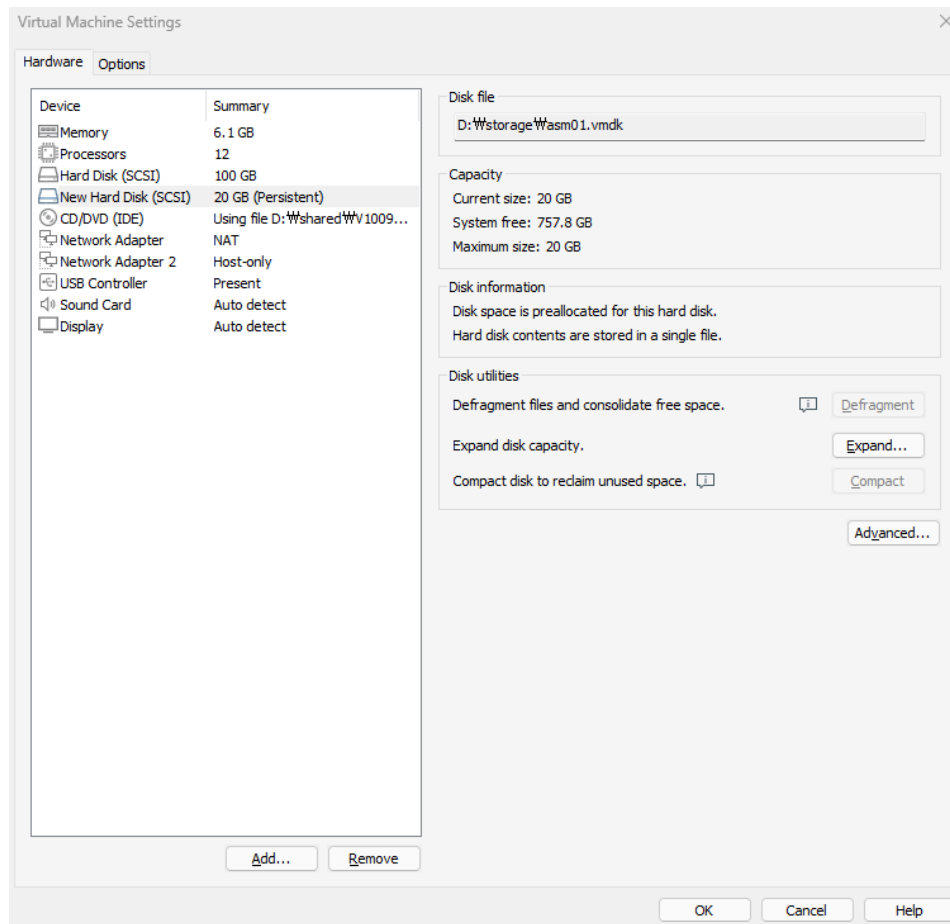 Virtual Machine Settings
Hardware Options
Device Summary
Memory 6.1 GB
Processors 12
Hard Disk (SCSI) 100 GB
New Hard Disk (SCSI) 20 GB (Persistent)
CD/DVD (IDE) Using file D:₩shared₩V1009...
Network Adapter NAT
Network Adapter 2 Host-only
USB Controller Present
Sound Card Auto detect
Display Auto detect
Add... Remove
Disk file
D:₩storage₩asm01.vmdk
Capacity
Current size: 20 GB
System free: 757.8 GB
Maximum size: 20 GB
Disk information
Disk space is preallocated for this hard disk.
Hard disk contents are stored in a single file.
Disk utilities
Defragment files and consolidate free space. Defragment
Expand disk capacity. Expand...
Compact disk to reclaim unused space. Compact
Advanced...
OK Cancel Help